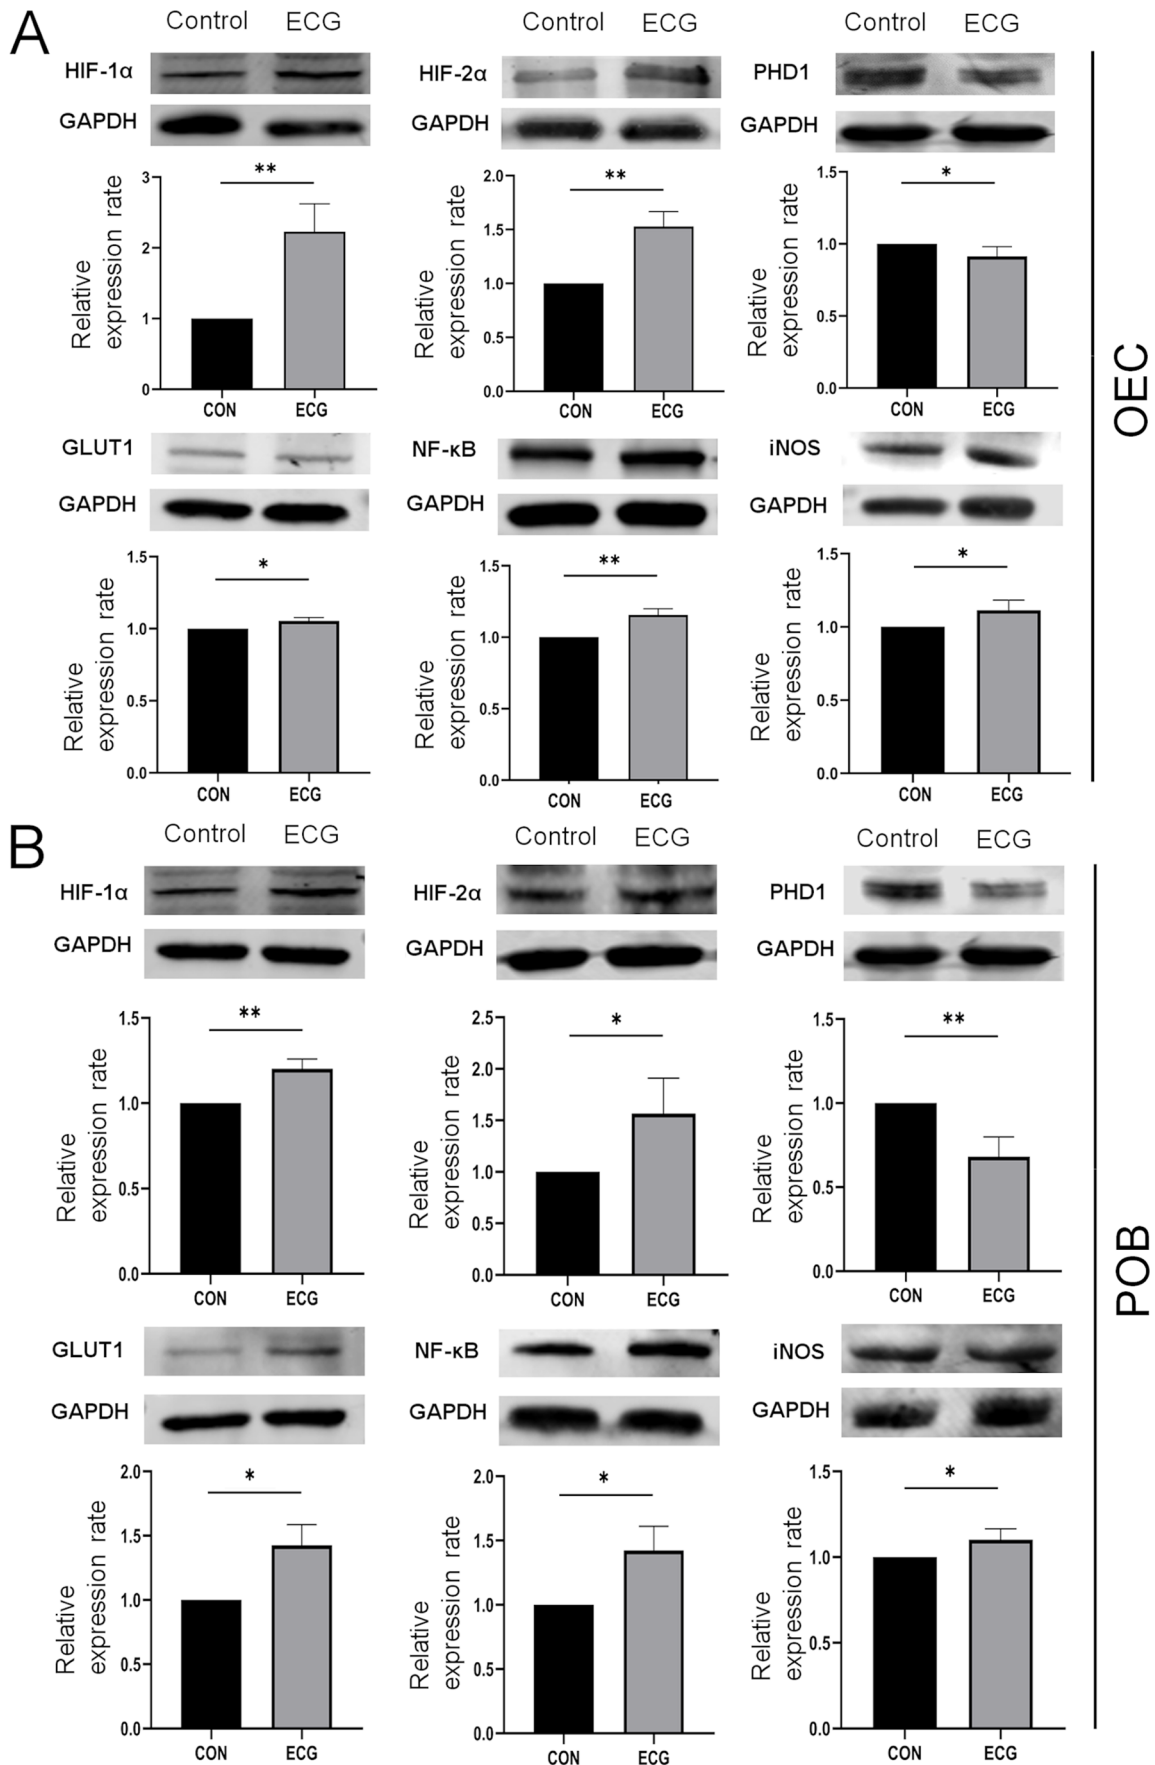 A
Control ECG
Control ECG
Control ECG
HIF-1α
HIF-2α
PHD1
GAPDH
GAPDH
GAPDH
**
3
2
1
0
Relative
expression rate
CON ECG
**
2.0
1.5
1.0
0.5
0.0
Relative
expression rate
CON ECG
*
1.5
1.0
0.5
0.0
Relative
expression rate
CON ECG
OEC
GLUT1
NF-κB
iNOS
GAPDH
GAPDH
GAPDH
*
1.5
1.0
0.5
0.0
Relative
expression rate
CON ECG
**
1.5
1.0
0.5
0.0
Relative
expression rate
CON ECG
*
1.5
1.0
0.5
0.0
Relative
expression rate
CON ECG
B
Control ECG
Control ECG
Control ECG
HIF-1α
HIF-2α
PHD1
GAPDH
GAPDH
GAPDH
**
1.5
1.0
0.5
0.0
Relative
expression rate
CON ECG
*
2.5
2.0
1.5
1.0
0.5
0.0
Relative
expression rate
CON ECG
**
1.5
1.0
0.5
0.0
Relative
expression rate
CON ECG
POB
GLUT1
NF-κB
iNOS
GAPDH
GAPDH
GAPDH
*
2.0
1.5
1.0
0.5
0.0
Relative
expression rate
CON ECG
*
2.0
1.5
1.0
0.5
0.0
Relative
expression rate
CON ECG
*
1.5
1.0
0.5
0.0
Relative
expression rate
CON ECG